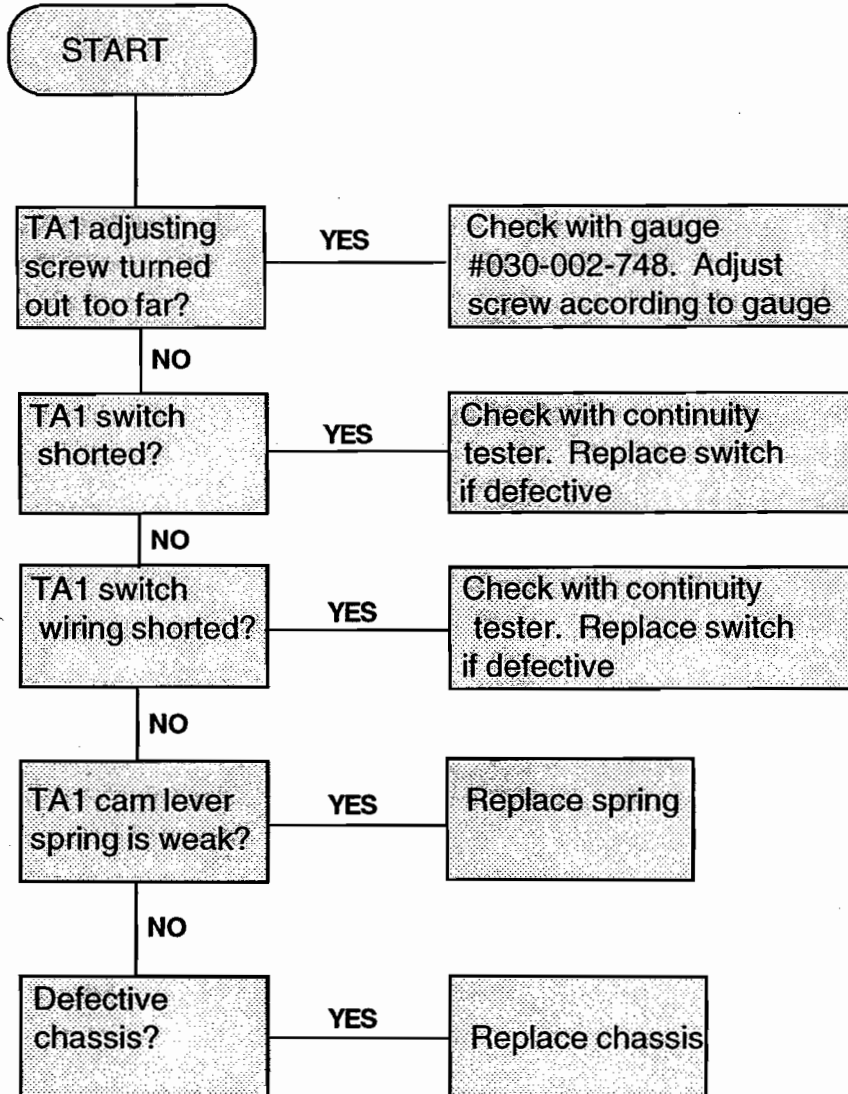 START
TA1 adjusting
screw turned
out too far?
YES
Check with gauge
#030-002-748. Adjust
screw according to gauge
NO
TA1 switch
shorted?
YES
Check with continuity
tester. Replace switch
if defective
NO
TA1 switch
wiring shorted?
YES
Check with continuity
tester. Replace switch
if defective
NO
TA1 cam lever
spring is weak?
YES
Replace spring
NO
Defective
chassis?
YES
Replace chassis